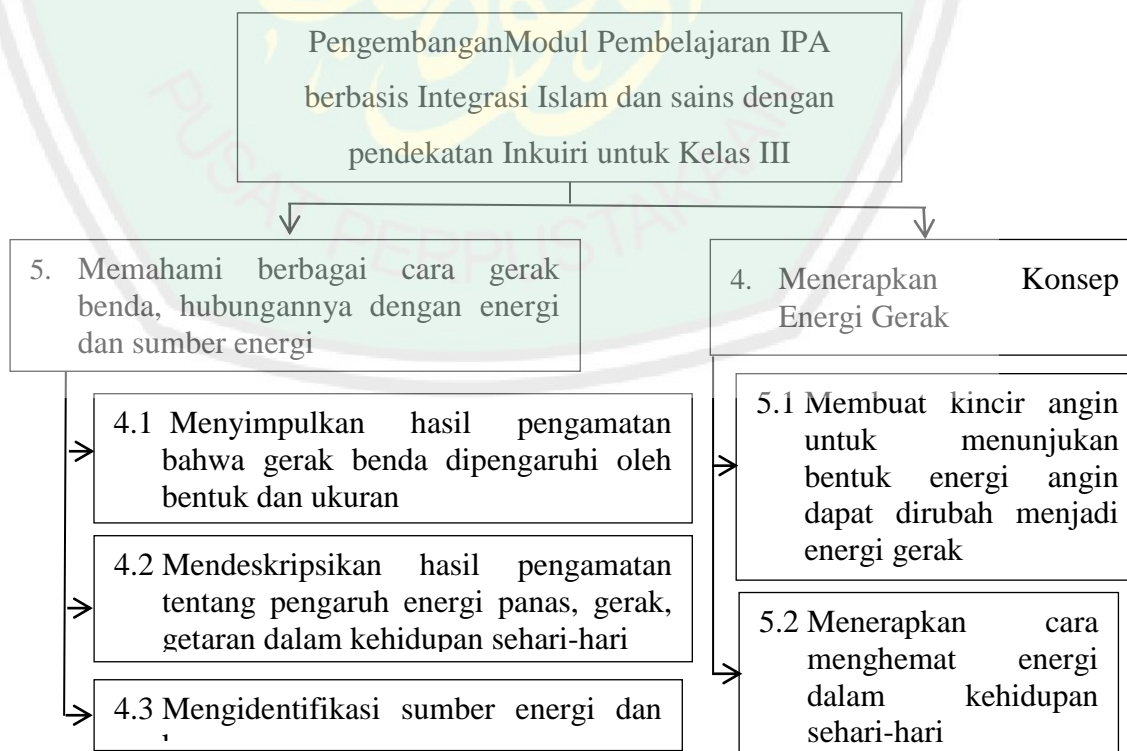 PengembanganModul Pembelajaran IPA
berbasis Integrasi Islam dan sains dengan
pendekatan Inkuiri untuk Kelas III
5. Memahami berbagai cara gerak
benda, hubungannya dengan energi
dan sumber energi
4.1 Menyimpulkan hasil pengamatan
bahwa gerak benda dipengaruhi oleh
bentuk dan ukuran
4.2 Mendeskripsikan hasil pengamatan
tentang pengaruh energi panas, gerak,
getaran dalam kehidupan sehari-hari
4.3 Mengidentifikasi sumber energi dan
4. Menerapkan Konsep
Energi Gerak
5.1 Membuat kincir angin
untuk menunjukan
bentuk energi angin
dapat dirubah menjadi
energi gerak
5.2 Menerapkan cara
menghemat energi
dalam kehidupan
sehari-hari
PUSAT PERPUSTAKAAN